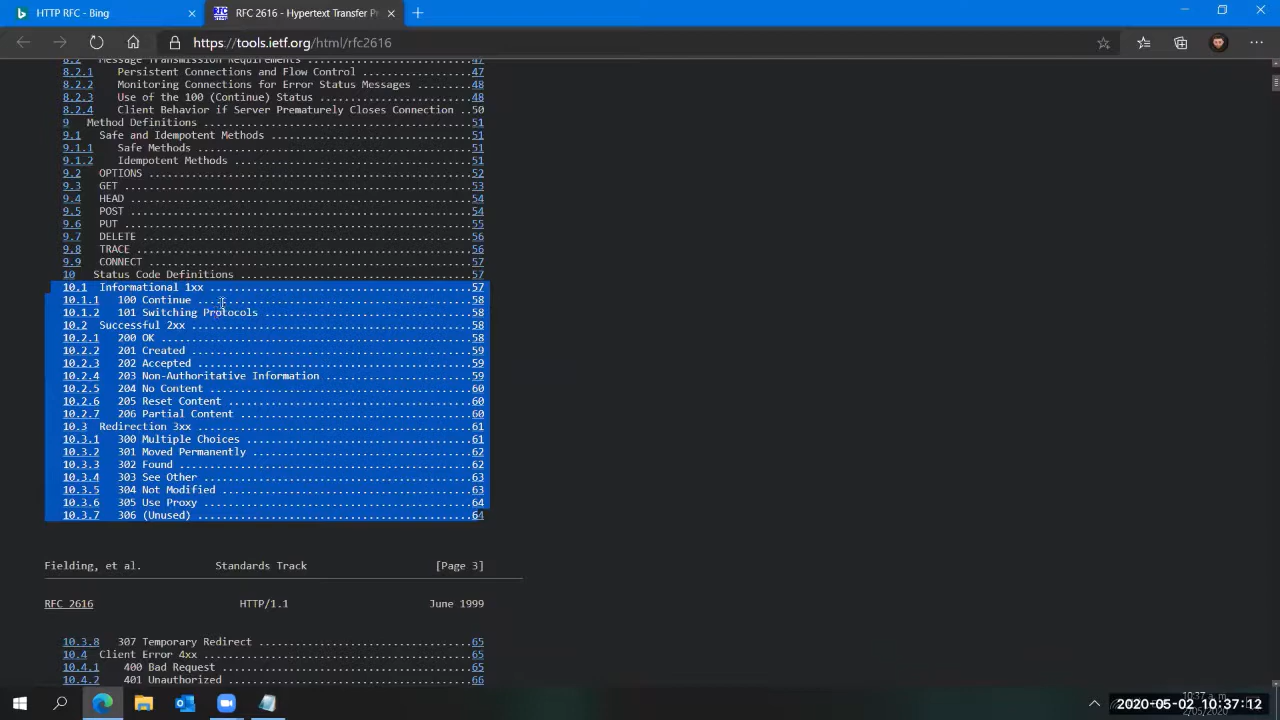 HTTP RFC - Bing
RFC 2616 - Hypertext Transfer Pr
https://tools.ietf.org/html/rfc2616
8.2 Message Transmission Requirements ............................47
8.2.1 Persistent Connections and Flow Control ...................47
8.2.2 Monitoring Connections for Error Status Messages .........48
8.2.3 Use of the 100 (Continue) Status ..........................48
8.2.4 Client Behavior if Server Prematurely Closes Connection ..50
9 Method Definitions .............................................51
9.1 Safe and Idempotent Methods .................................51
9.1.1 Safe Methods ..............................................51
9.1.2 Idempotent Methods ........................................51
9.2 OPTIONS .....................................................52
9.3 GET .........................................................53
9.4 HEAD ........................................................54
9.5 POST ........................................................54
9.6 PUT .........................................................55
9.7 DELETE ......................................................56
9.8 TRACE .......................................................56
9.9 CONNECT .....................................................57
10 Status Code Definitions ......................................57
10.1 Informational 1xx ..........................................57
10.1.1 100 Continue .............................................58
10.1.2 101 Switching Protocols ..................................58
10.2 Successful 2xx .............................................58
10.2.1 200 OK ...................................................58
10.2.2 201 Created ..............................................59
10.2.3 202 Accepted .............................................59
10.2.4 203 Non-Authoritative Information ........................59
10.2.5 204 No Content ...........................................60
10.2.6 205 Reset Content ........................................60
10.2.7 206 Partial Content ......................................60
10.3 Redirection 3xx ............................................61
10.3.1 300 Multiple Choices .....................................61
10.3.2 301 Moved Permanently ....................................62
10.3.3 302 Found ................................................62
10.3.4 303 See Other ............................................63
10.3.5 304 Not Modified .........................................63
10.3.6 305 Use Proxy ............................................64
10.3.7 306 (Unused) .............................................64
Fielding, et al. Standards Track [Page 3]
RFC 2616 HTTP/1.1 June 1999
10.3.8 307 Temporary Redirect ...................................65
10.4 Client Error 4xx ...........................................65
10.4.1 400 Bad Request .........................................65
10.4.2 401 Unauthorized ........................................66
2020-05-02 10:37:12